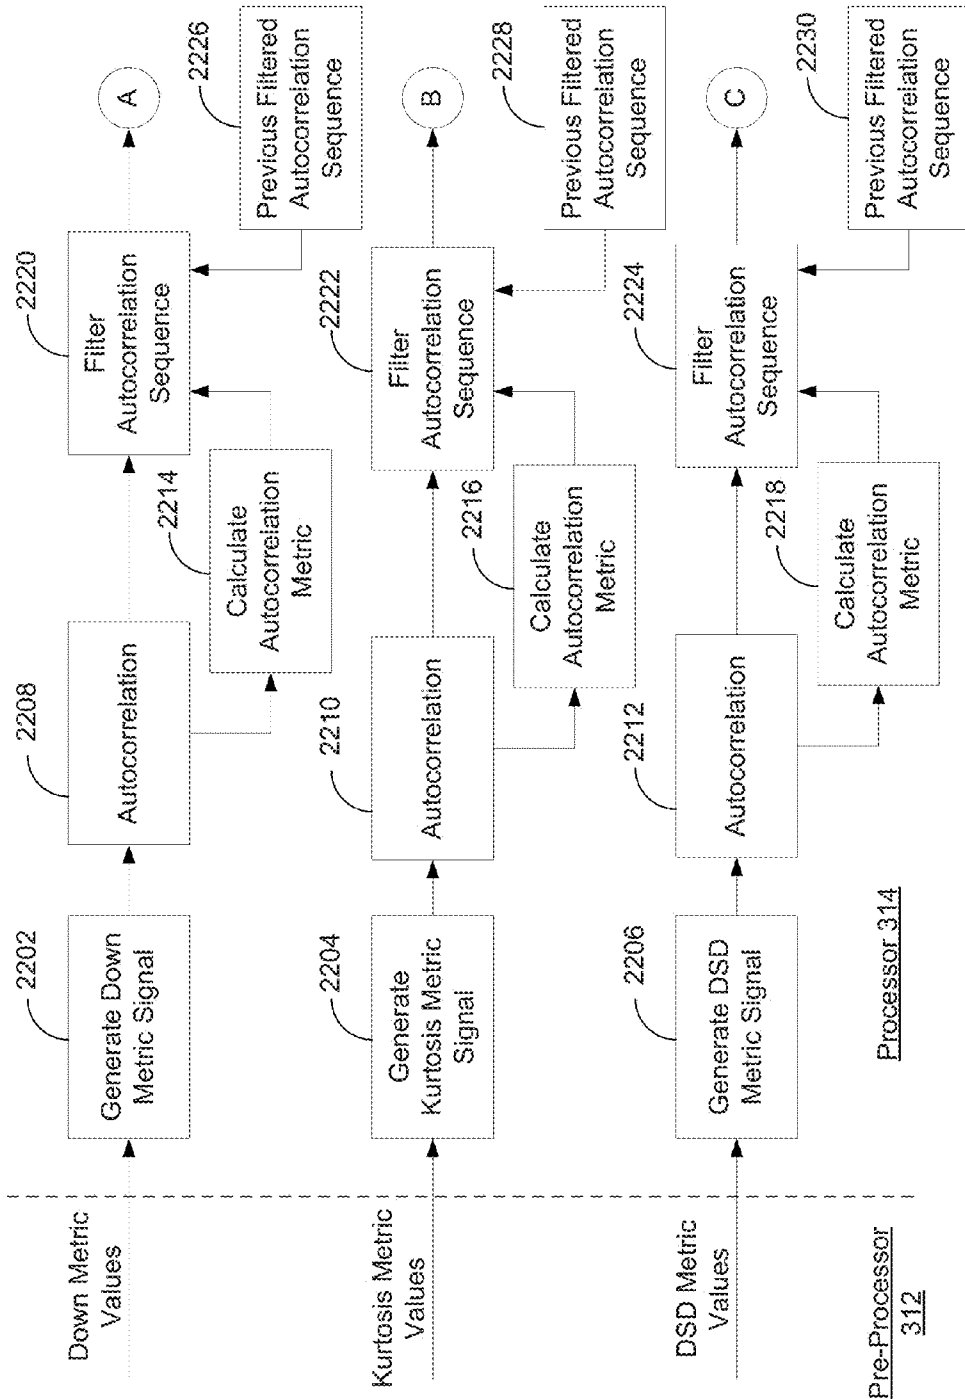 Down Metric
Values
2202
Generate Down
Metric Signal
2208
Autocorrelation
2214
Calculate
Autocorrelation
Metric
2220
Filter
Autocorrelation
Sequence
2226
Previous Filtered
Autocorrelation
Sequence
A
Kurtosis Metric
Values
2204
Generate
Kurtosis Metric
Signal
2210
Autocorrelation
2216
Calculate
Autocorrelation
Metric
2222
Filter
Autocorrelation
Sequence
2228
Previous Filtered
Autocorrelation
Sequence
B
DSD Metric
Values
2206
Generate DSD
Metric Signal
2212
Autocorrelation
2218
Calculate
Autocorrelation
Metric
2224
Filter
Autocorrelation
Sequence
2230
Previous Filtered
Autocorrelation
Sequence
C
Pre-Processor
312
Processor 314